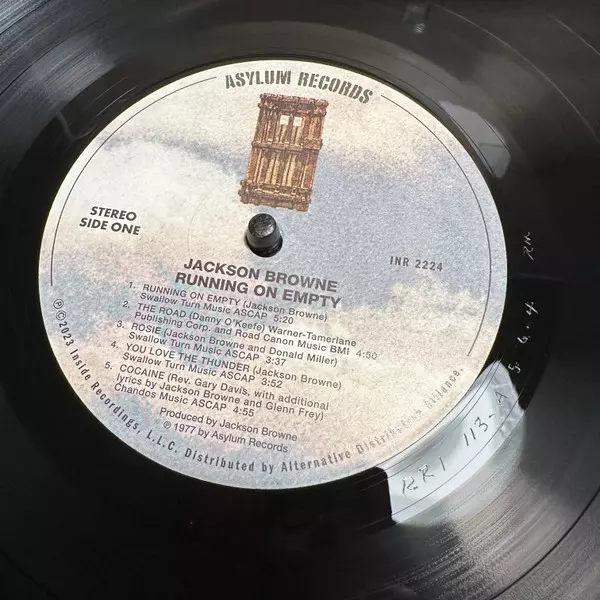 ASYLUM RECORDS
STEREO
SIDE ONE
INR 2224
JACKSON BROWNE
RUNNING ON EMPTY
1. RUNNING ON EMPTY (Jackson Browne)
Swallow Turn Music ASCAP 5:20
2. THE ROAD (Danny O'Keefe) Warner-Tamerlane
Publishing Corp. and Road Canon Music BMI 4:50
3. ROSIE (Jackson Browne and Donald Miller)
Swallow Turn Music ASCAP 3:37
4. YOU LOVE THE THUNDER (Jackson Browne)
Swallow Turn Music ASCAP 3:52
5. COCAINE (Rev. Gary Davis, with additional
lyrics by Jackson Browne and Glenn Frey)
Chandos Music ASCAP 4:55
Produced by Jackson Browne
℗ 1977 by Asylum Records
℗©2023 Inside Recordings, L.L.C. Distributed by Alternative Distribution Alliance.
113-A